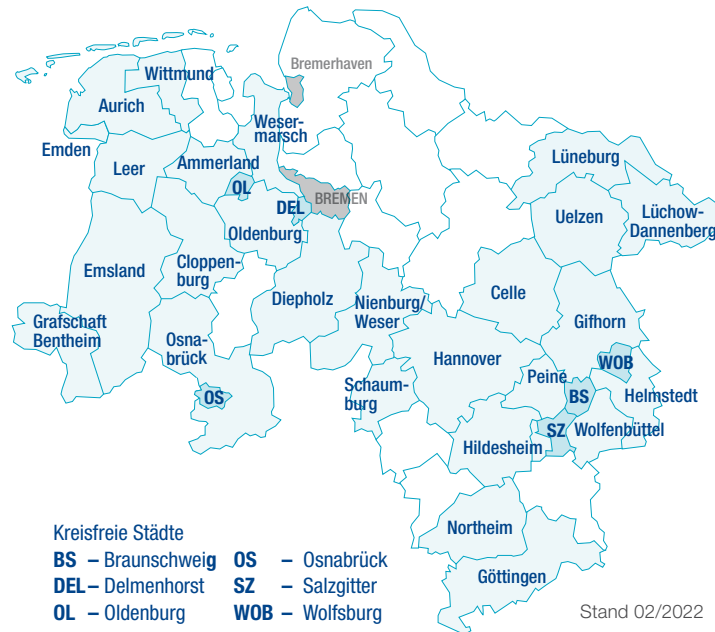 Bremerhaven
Wittmund
Aurich
Weser-
marsch
Emden
Leer
Ammerland
Lüneburg
OL
BREMEN
DEL
Uelzen
Lüchow-
Dannenberg
Oldenburg
Emsland
Cloppen-
burg
Diepholz
Nienburg/
Weser
Celle
Gifhorn
Grafschaft
Bentheim
Osna-
brück
Hannover
WOB
Peine
Schaum-
burg
Helmstedt
OS
BS
SZ
Wolfenbüttel
Hildesheim
Northeim
Göttingen
Kreisfreie Städte
BS – Braunschweig OS – Osnabrück
DEL – Delmenhorst SZ – Salzgitter
OL – Oldenburg WOB – Wolfsburg
Stand 02/2022